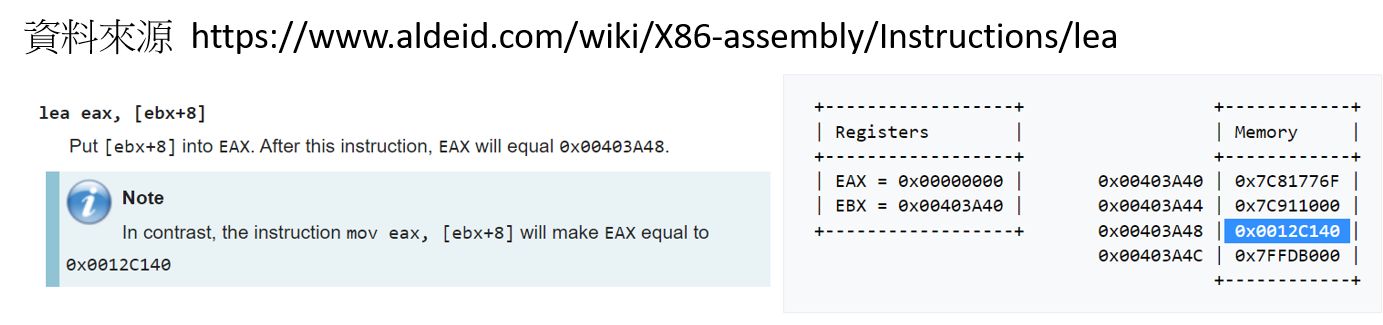 資料來源 https://www.aldeid.com/wiki/X86-assembly/Instructions/lea
lea eax, [ebx+8]
Put [ebx+8] into EAX. After this instruction, EAX will equal 0x00403A48.
Note
In contrast, the instruction mov eax, [ebx+8] will make EAX equal to
0x0012C140
+------------------+                +------------+
| Registers        |                | Memory     |
+------------------+                +------------+
| EAX = 0x00000000 |     0x00403A40 | 0x7C81776F |
| EBX = 0x00403A40 |     0x00403A44 | 0x7C911000 |
+------------------+     0x00403A48 | 0x0012C140 |
                         0x00403A4C | 0x7FFDB000 |
                                    +------------+